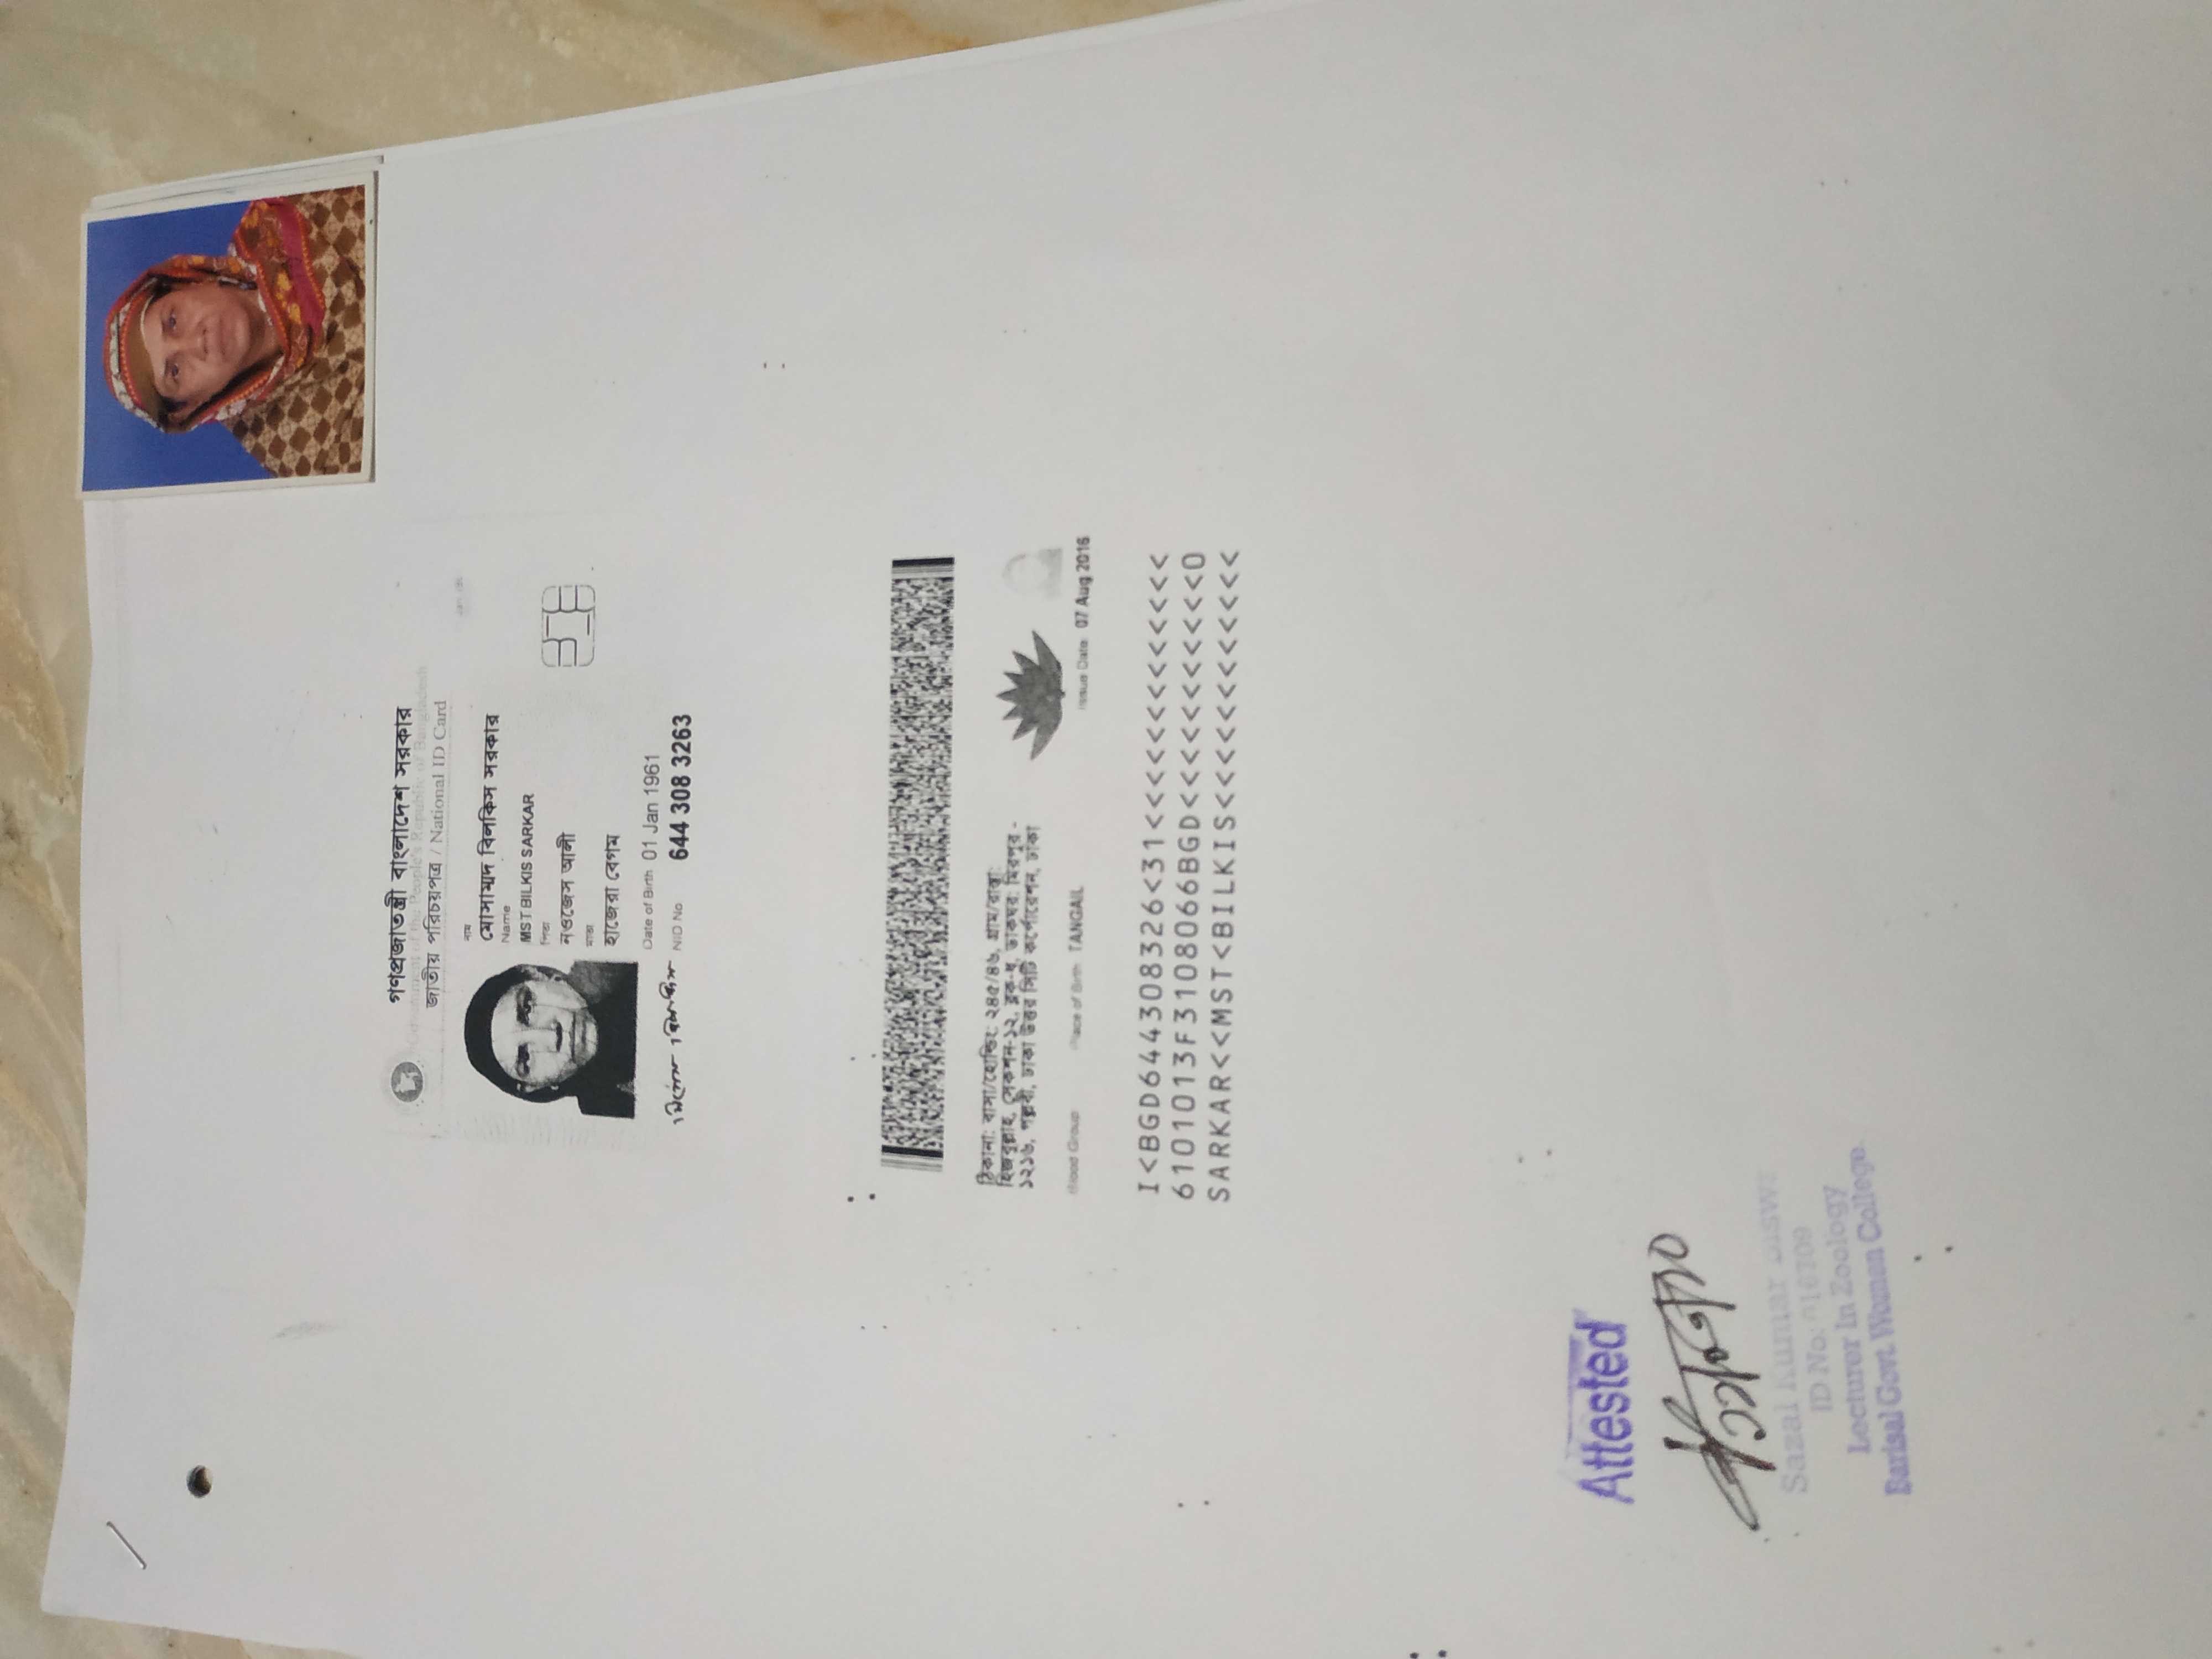 গণপ্রজাতন্ত্রী বাংলাদেশ সরকার
Government of the People's Republic of Bangladesh
জাতীয় পরিচয়পত্র / National ID Card
নাম
মোসাম্মদ বিলকিস সরকার
Name
MST BILKIS SARKAR
পিতা
নওজেস আলী
মাতা
হাজেরা বেগম
Date of Birth 01 Jan 1961
NID No 644 308 3263
ঠিকানা: বাসা/হোল্ডিং: ২৪৫/৪৬, গ্রাম/রাস্তা:
সেকশন-১২, ব্লক-ধ, ডাকঘর: মিরপুর -
১২১৬, পল্লবী, ঢাকা উত্তর সিটি কর্পোরেশন, ঢাকা
Blood Group Place of Birth TANGAIL Issue Date 07 Aug 2016
I<BGD644308326<31<<<<<<<<<<<<<
6101013F3108066BGD<<<<<<<<<<<0
SARKAR<<MST<BILKIS<<<<<<<<<<<<
Attested
Sazal Kumar
ID No:
Lecturer In Zoology
Barisal Govt. Women College.